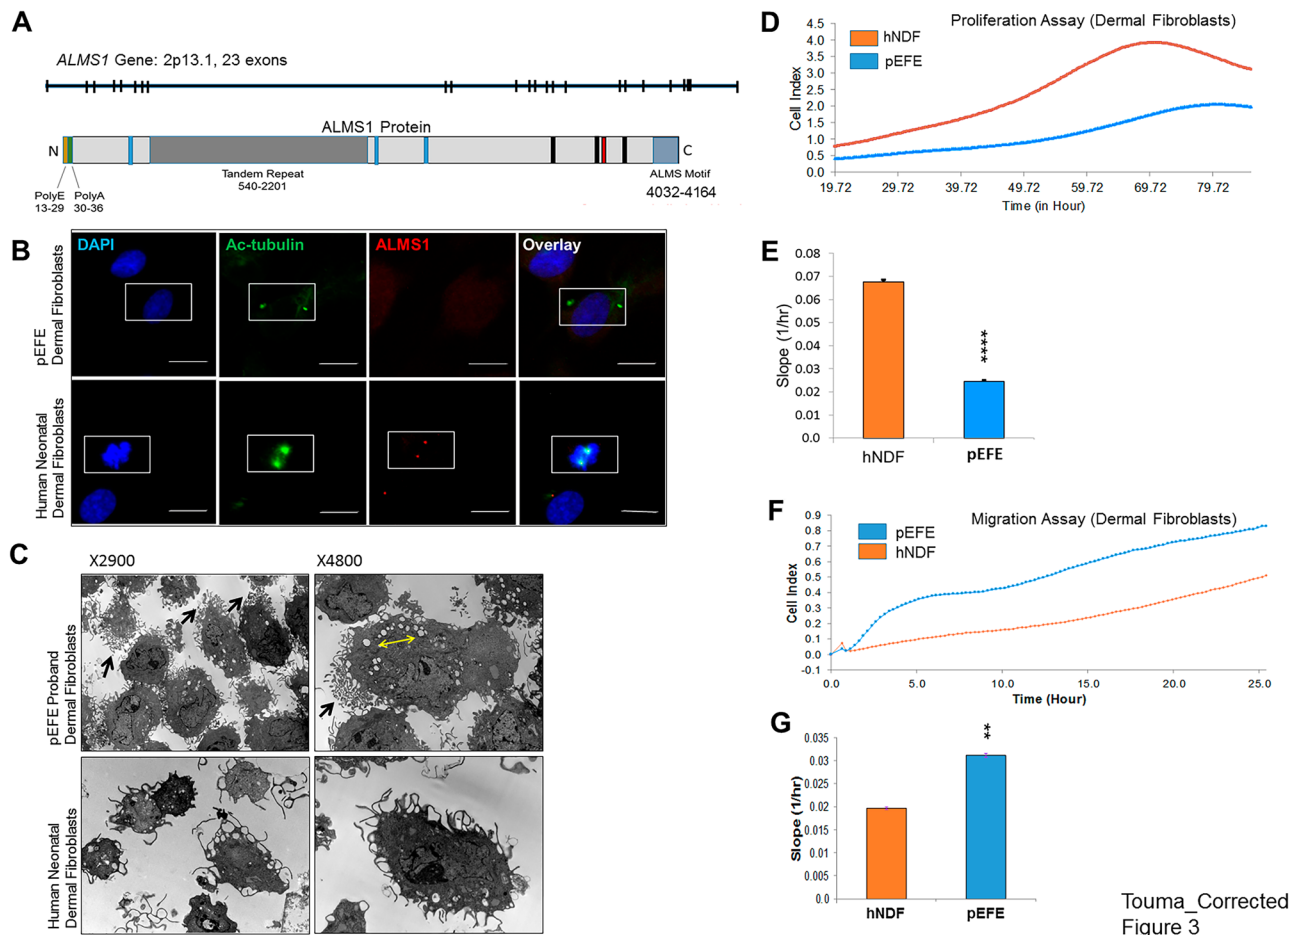 A
ALMS1 Gene: 2p13.1, 23 exons
ALMS1 Protein
N
C
Tandem Repeat
540-2201
ALMS Motif
4032-4164
PolyE
13-29
PolyA
30-36
B
DAPI
Ac-tubulin
ALMS1
Overlay
pEFE
Dermal Fibroblasts
Human Neonatal
Dermal Fibroblasts
C
X2900
X4800
pEFE Proband
Dermal Fibroblasts
Human Neonatal
Dermal Fibroblasts
D
Proliferation Assay (Dermal Fibroblasts)
hNDF
pEFE
Cell Index
4.5
4.0
3.5
3.0
2.5
2.0
1.5
1.0
0.5
0.0
19.72
29.72
39.72
49.72
59.72
69.72
79.72
Time (in Hour)
E
Slope (1/hr)
0.08
0.07
0.06
0.05
0.04
0.03
0.02
0.01
0.0
****
hNDF
pEFE
F
Migration Assay (Dermal Fibroblasts)
pEFE
hNDF
Cell Index
0.9
0.8
0.7
0.6
0.5
0.4
0.3
0.2
0.1
0.0
-0.1
0.0
5.0
10.0
15.0
20.0
25.0
Time (Hour)
G
Slope (1/hr)
0.035
0.03
0.025
0.02
0.015
0.01
0.005
0.0
**
hNDF
pEFE
Touma_Corrected
Figure 3